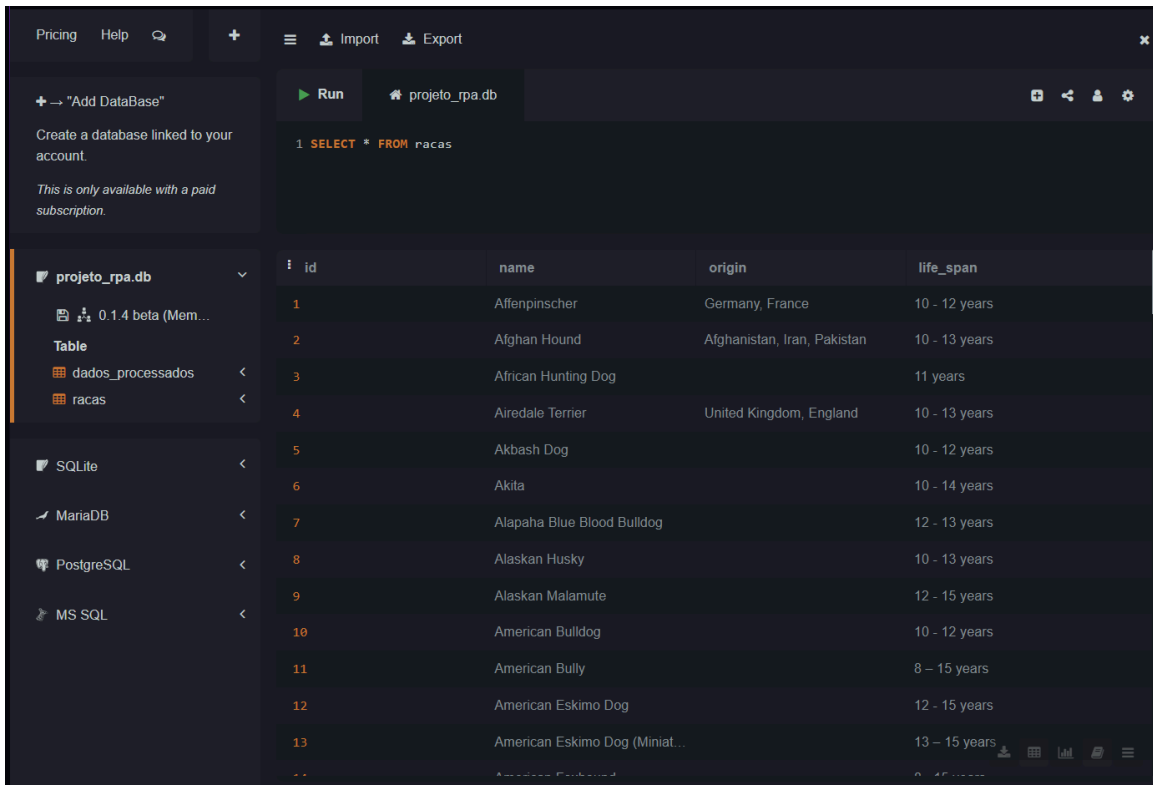 Pricing Help
Import Export
"Add DataBase"
Create a database linked to your
account.
This is only available with a paid
subscription.
Run projeto_rpa.db
1 SELECT * FROM racas
projeto_rpa.db
0.1.4 beta (Mem...
Table
dados_processados
racas
SQLite
MariaDB
PostgreSQL
MS SQL
id name origin life_span
1 Affenpinscher Germany, France 10 - 12 years
2 Afghan Hound Afghanistan, Iran, Pakistan 10 - 13 years
3 African Hunting Dog 11 years
4 Airedale Terrier United Kingdom, England 10 - 13 years
5 Akbash Dog 10 - 12 years
6 Akita 10 - 14 years
7 Alapaha Blue Blood Bulldog 12 - 13 years
8 Alaskan Husky 10 - 13 years
9 Alaskan Malamute 12 - 15 years
10 American Bulldog 10 - 12 years
11 American Bully 8 – 15 years
12 American Eskimo Dog 12 - 15 years
13 American Eskimo Dog (Miniat... 13 – 15 years